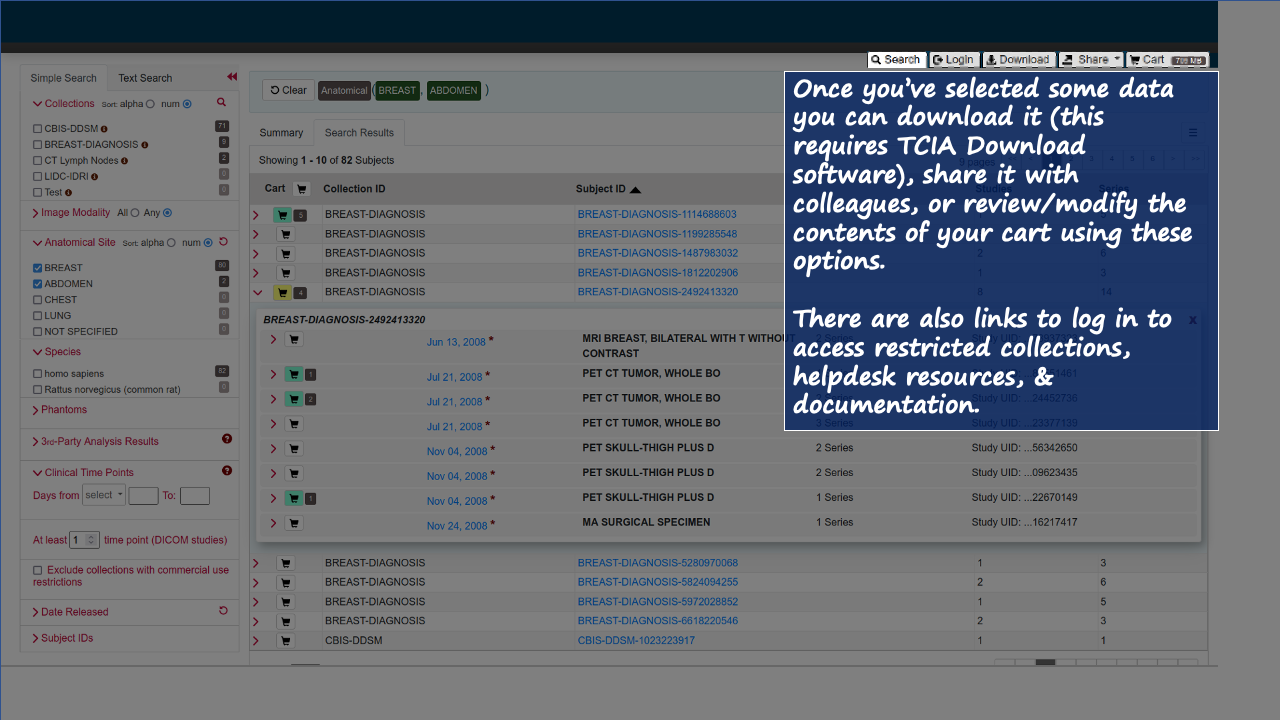 Search Login Download Share Cart 709 MB
Simple Search Text Search
Collections Sort: alpha num
CBIS-DDSM 71
BREAST-DIAGNOSIS 9
CT Lymph Nodes 2
LIDC-IDRI 0
Test 0
Image Modality All Any
Anatomical Site Sort: alpha num
BREAST 80
ABDOMEN 2
CHEST 0
LUNG 0
NOT SPECIFIED 0
Species
homo sapiens 82
Rattus norvegicus (common rat) 0
Phantoms
3rd-Party Analysis Results
Clinical Time Points
Days from select To:
At least 1 time point (DICOM studies)
Exclude collections with commercial use
restrictions
Date Released
Subject IDs
Clear Anatomical ( BREAST , ABDOMEN )
Summary Search Results
Showing 1 - 10 of 82 Subjects 9 pages
Cart Collection ID Subject ID Studies
5 BREAST-DIAGNOSIS BREAST-DIAGNOSIS-1114688603
BREAST-DIAGNOSIS BREAST-DIAGNOSIS-1199285548
BREAST-DIAGNOSIS BREAST-DIAGNOSIS-1487983032 2 6
BREAST-DIAGNOSIS BREAST-DIAGNOSIS-1812202906 1 3
4 BREAST-DIAGNOSIS BREAST-DIAGNOSIS-2492413320 8 14
BREAST-DIAGNOSIS-2492413320 X
Jun 13, 2008 * MRI BREAST, BILATERAL WITH T WITHOUT
CONTRAST
1 Jul 21, 2008 * PET CT TUMOR, WHOLE BO
2 Jul 21, 2008 * PET CT TUMOR, WHOLE BO Study UID: ...24452736
Jul 21, 2008 * PET CT TUMOR, WHOLE BO 3 Series Study UID: ...23377139
Nov 04, 2008 * PET SKULL-THIGH PLUS D 2 Series Study UID: ...56342650
Nov 04, 2008 * PET SKULL-THIGH PLUS D 2 Series Study UID: ...09623435
1 Nov 04, 2008 * PET SKULL-THIGH PLUS D 1 Series Study UID: ...22670149
Nov 24, 2008 * MA SURGICAL SPECIMEN 1 Series Study UID: ...16217417
BREAST-DIAGNOSIS BREAST-DIAGNOSIS-5280970068 1 3
BREAST-DIAGNOSIS BREAST-DIAGNOSIS-5824094255 2 6
BREAST-DIAGNOSIS BREAST-DIAGNOSIS-5972028852 1 5
BREAST-DIAGNOSIS BREAST-DIAGNOSIS-6618220546 2 3
CBIS-DDSM CBIS-DDSM-1023223917 1 1
Once you’ve selected some data
you can download it (this
requires TCIA Download
software), share it with
colleagues, or review/modify the
contents of your cart using these
options.
There are also links to log in to
access restricted collections,
helpdesk resources, &
documentation.